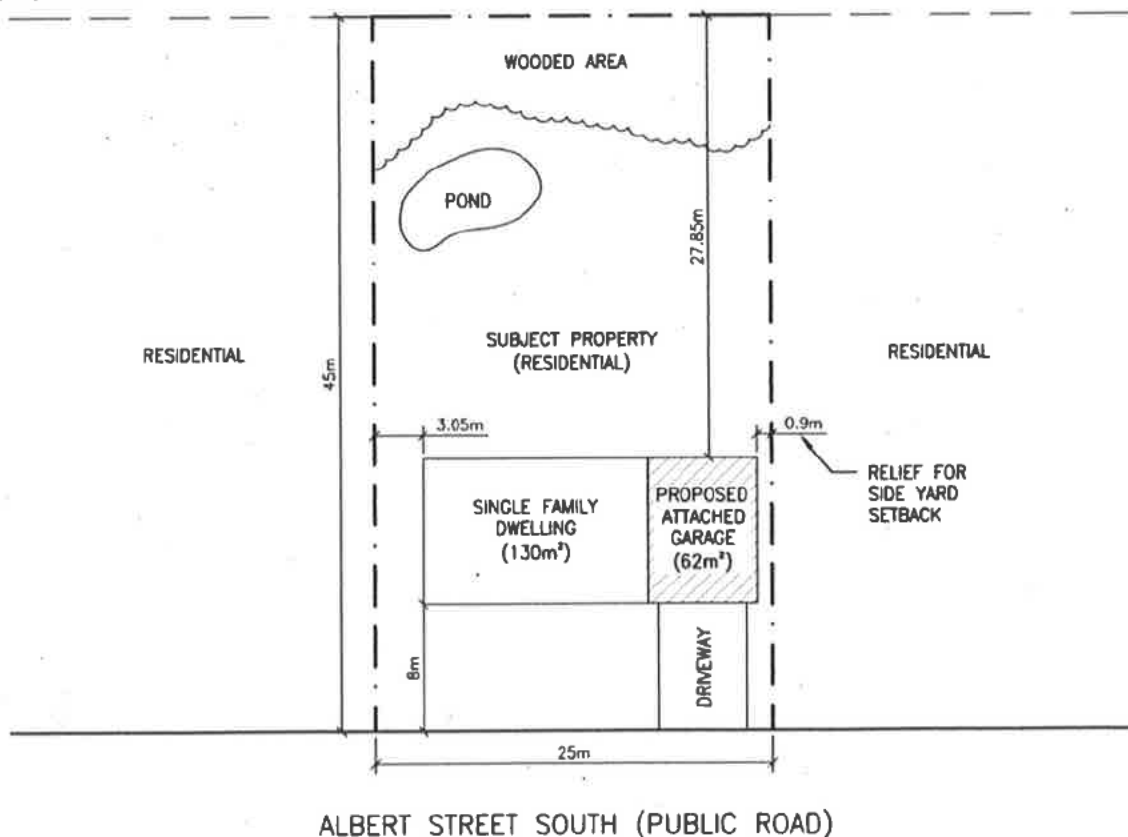 WOODED AREA
POND
27.85m
SUBJECT PROPERTY
(RESIDENTIAL)
RESIDENTIAL
RESIDENTIAL
45m
3.05m
0.9m
RELIEF FOR
SIDE YARD
SETBACK
SINGLE FAMILY
DWELLING
(130m²)
PROPOSED
ATTACHED
GARAGE
(62m²)
8m
DRIVEWAY
25m
ALBERT STREET SOUTH (PUBLIC ROAD)